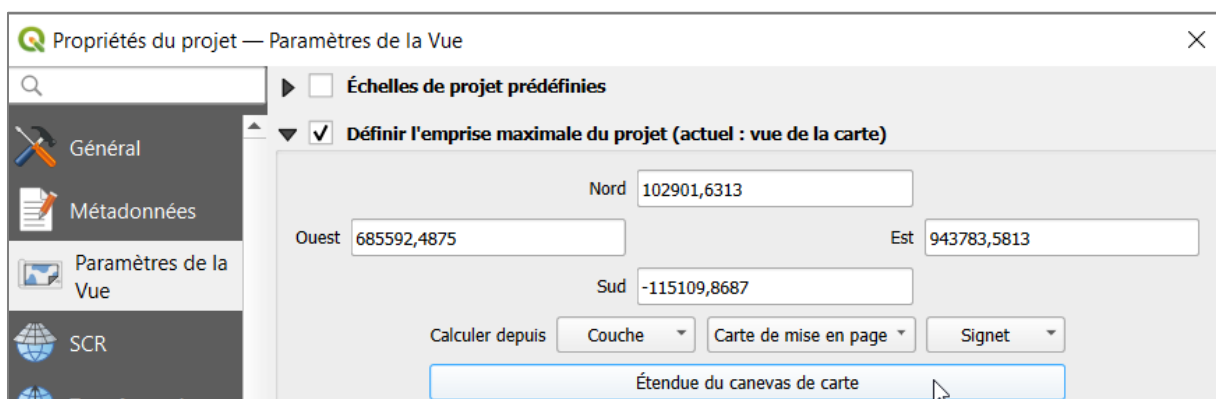 Propriétés du projet — Paramètres de la Vue
Échelles de projet prédéfinies
Général
Définir l'emprise maximale du projet (actuel : vue de la carte)
Métadonnées
Nord 102901,6313
Ouest 685592,4875
Est 943783,5813
Paramètres de la
Vue
Sud -115109,8687
SCR
Calculer depuis Couche Carte de mise en page Signet
Étendue du canevas de carte